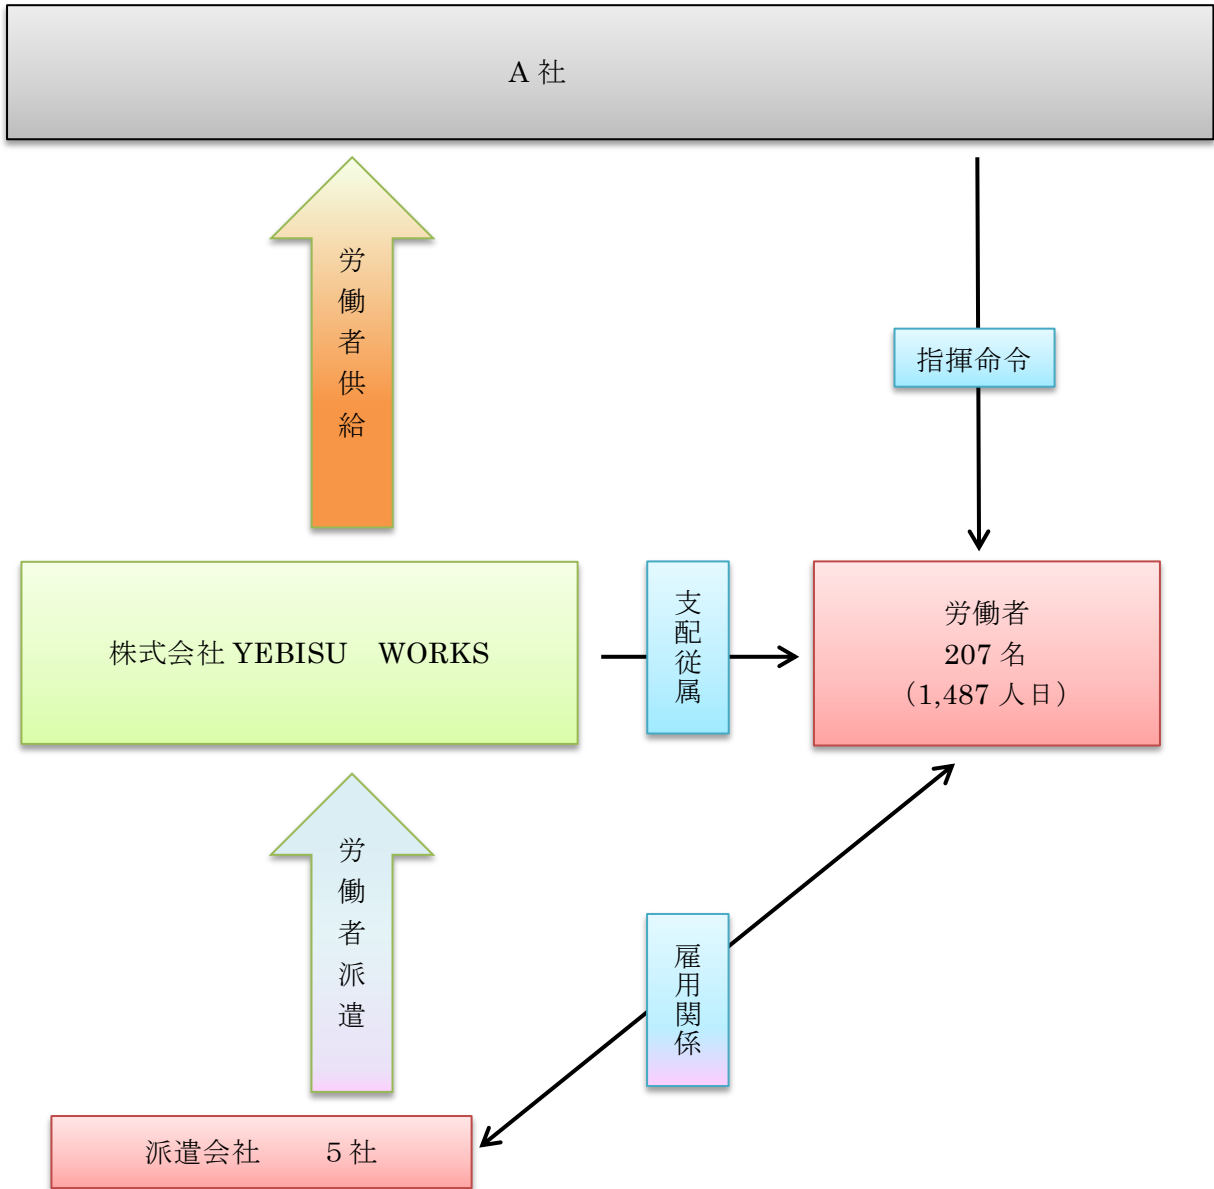 A 社
労働者供給
指揮命令
株式会社 YEBISU　WORKS
支配従属
労働者
207 名
（1,487 人日）
労働者派遣
雇用関係
派遣会社　　５社